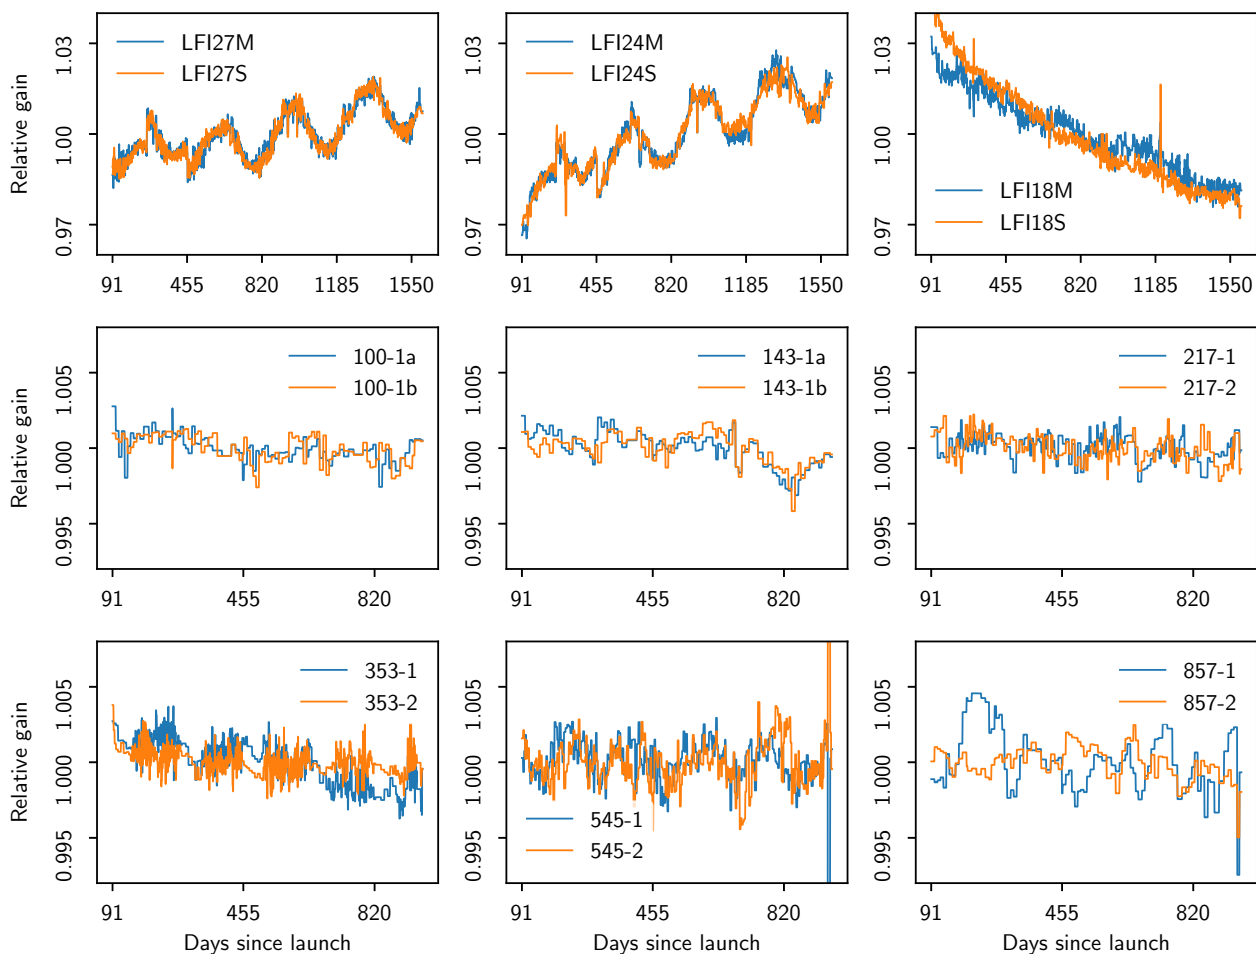 LFI27M
LFI27S
Relative gain
1.03
1.00
0.97
91 455 820 1185 1550
LFI24M
LFI24S
1.03
1.00
0.97
91 455 820 1185 1550
LFI18M
LFI18S
1.03
1.00
0.97
91 455 820 1185 1550
100-1a
100-1b
Relative gain
1.005
1.000
0.995
91 455 820
143-1a
143-1b
1.005
1.000
0.995
91 455 820
217-1
217-2
1.005
1.000
0.995
91 455 820
353-1
353-2
Relative gain
1.005
1.000
0.995
91 455 820
Days since launch
545-1
545-2
1.005
1.000
0.995
91 455 820
Days since launch
857-1
857-2
1.005
1.000
0.995
91 455 820
Days since launch